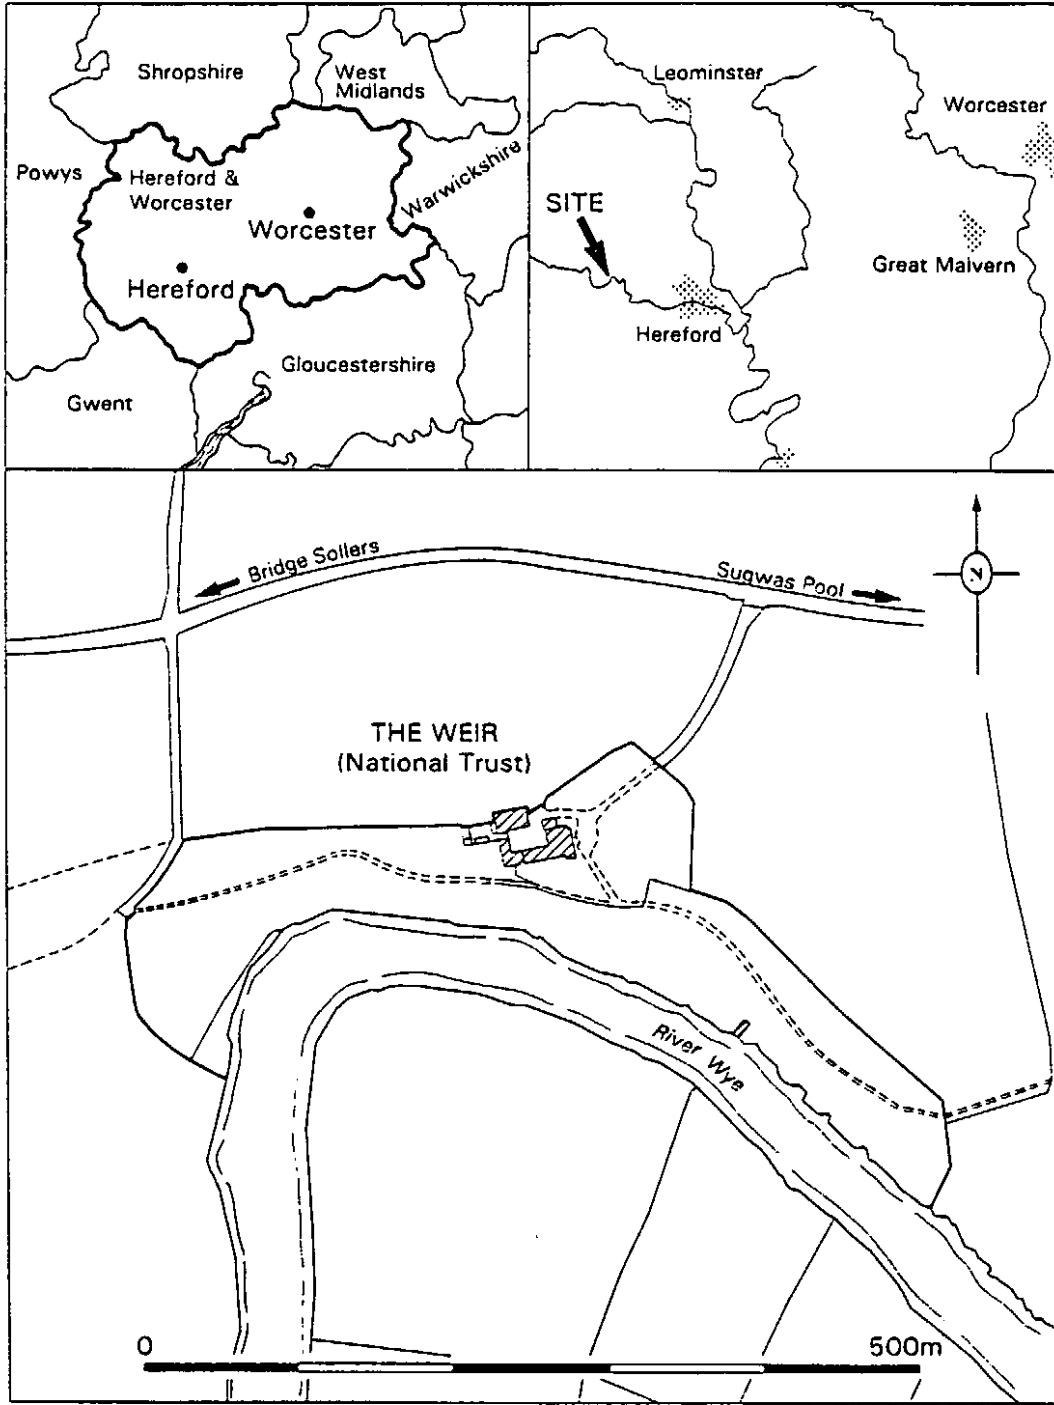 Shropshire
West
Midlands
Powys
Hereford &
Worcester
Warwickshire
Worcester
Hereford
Gloucestershire
Gwent
Leominster
Worcester
SITE
Great Malvern
Hereford
Bridge Sollers
Sugwas Pool
N
THE WEIR
(National Trust)
River Wye
0
500m